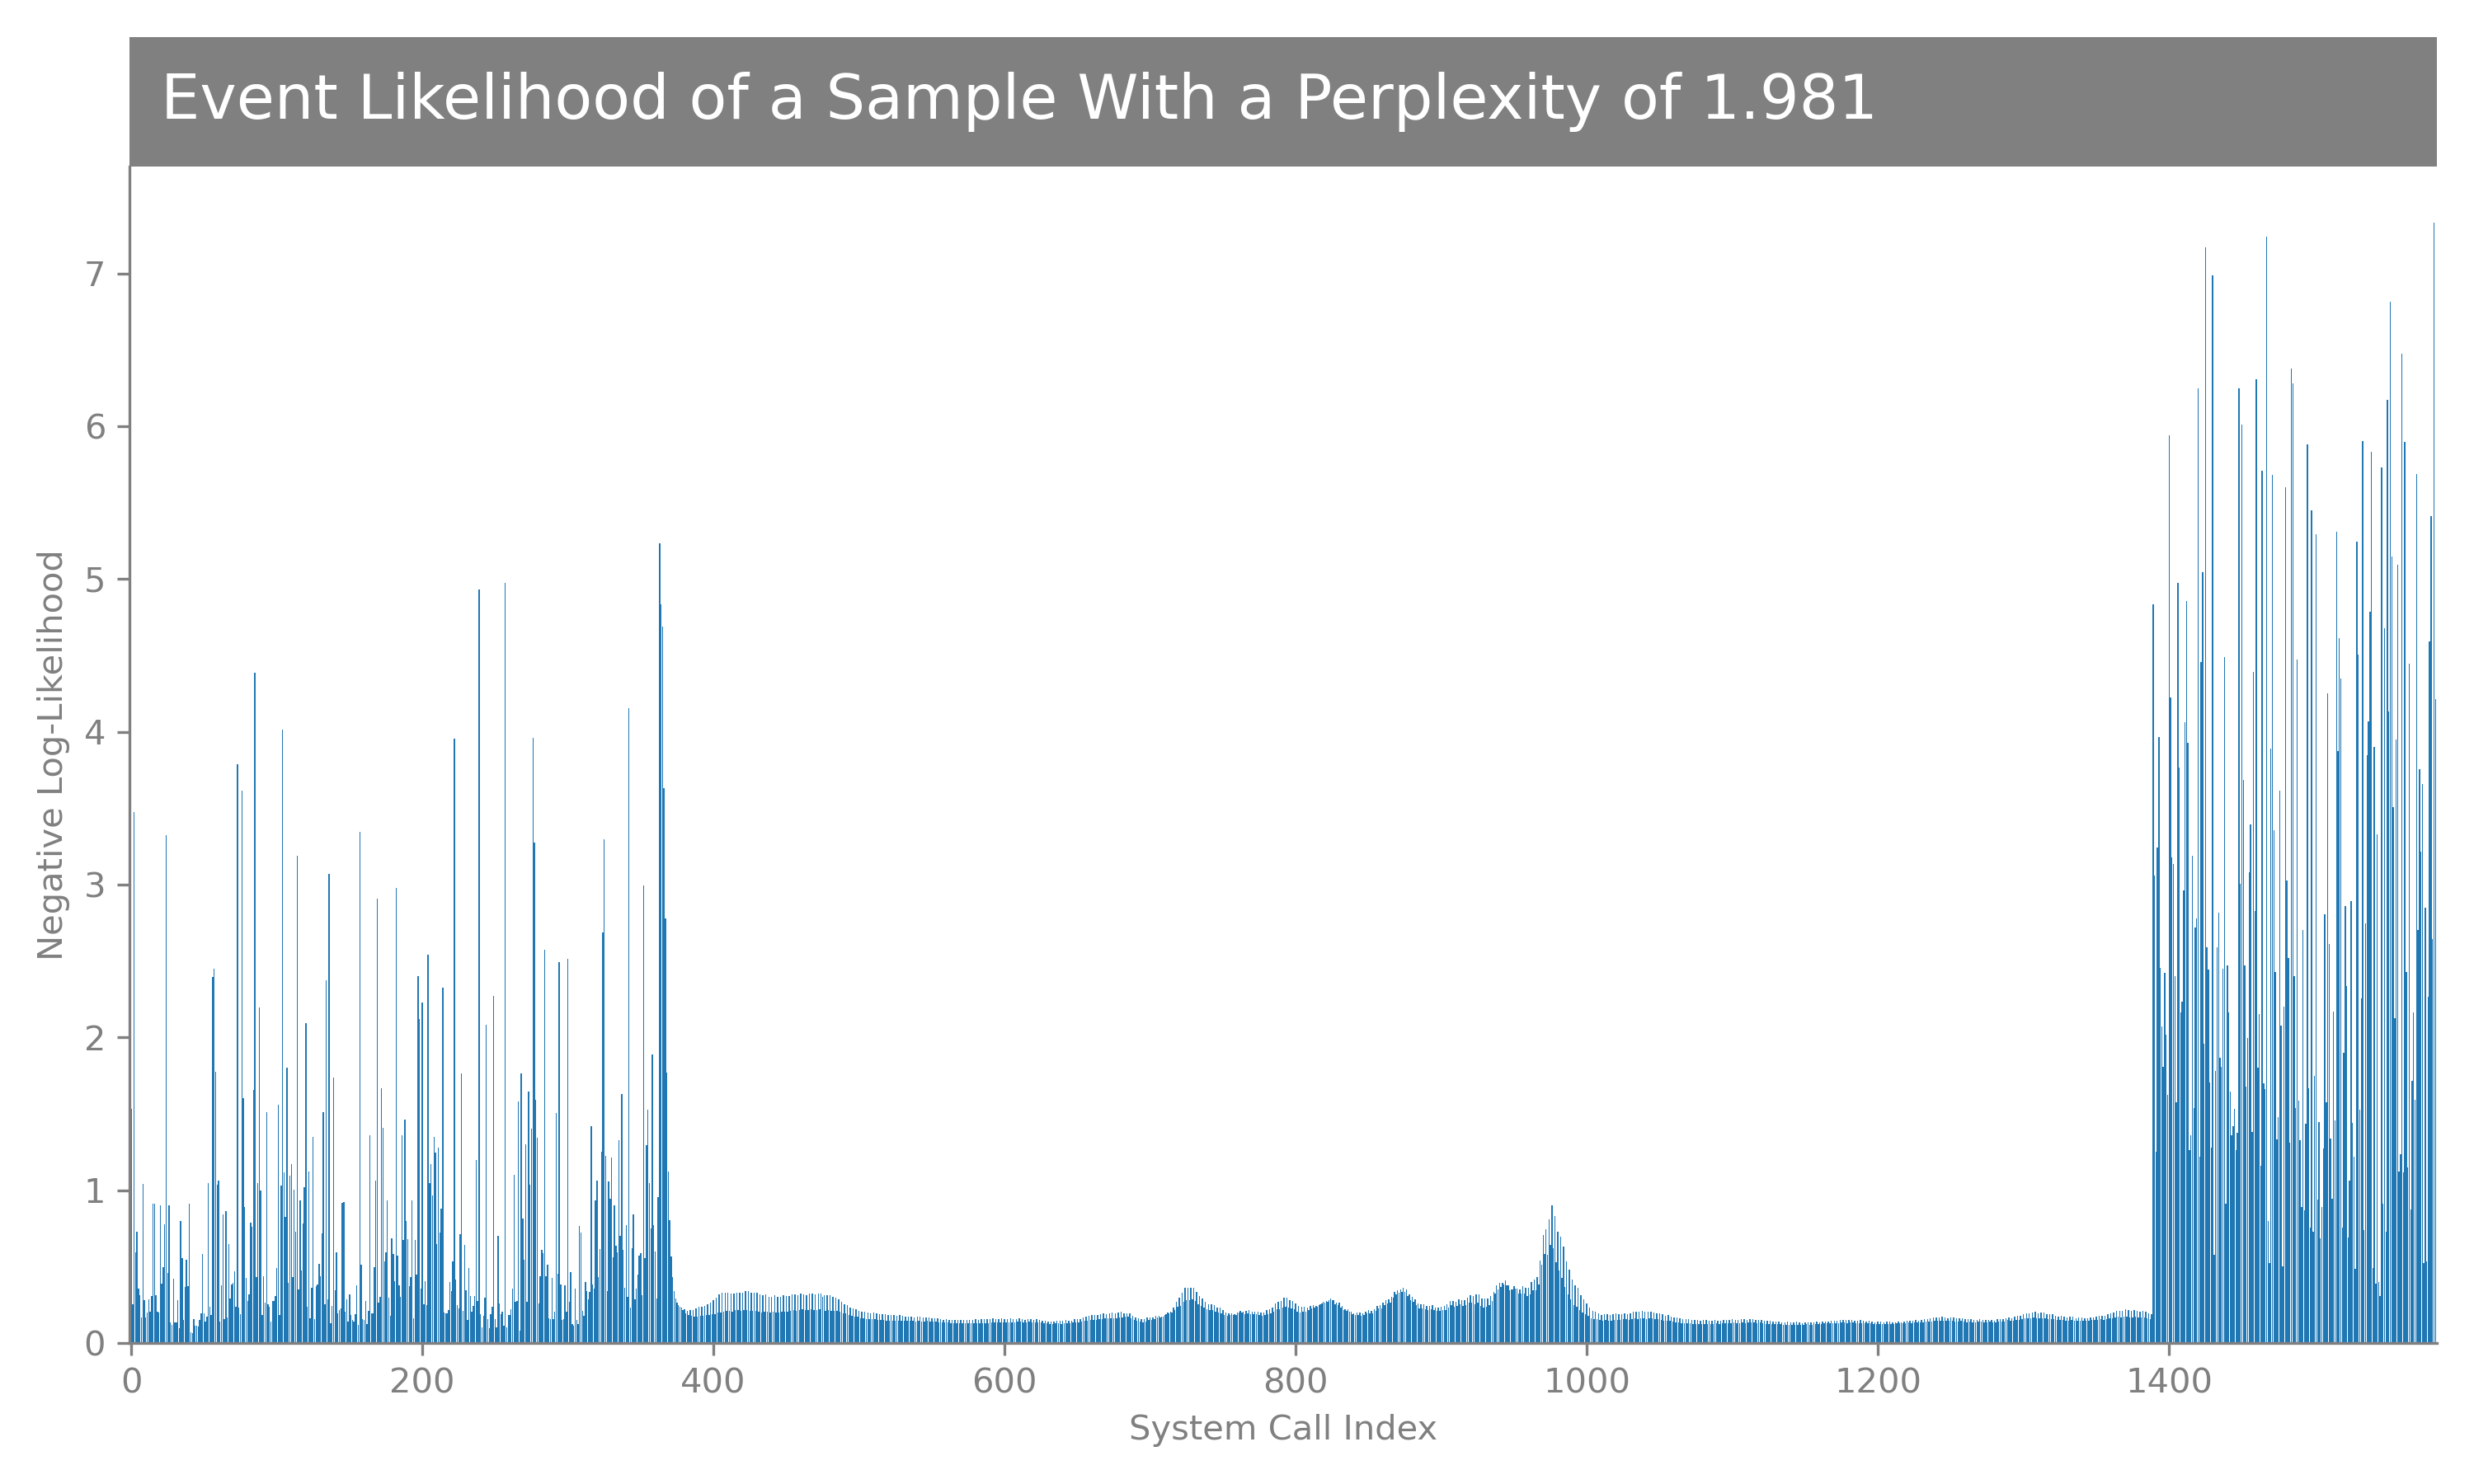 Event Likelihood of a Sample With a Perplexity of 1.981
7
6
5
4
3
2
1
0
Negative Log-Likelihood
0 200 400 600 800 1000 1200 1400
System Call Index